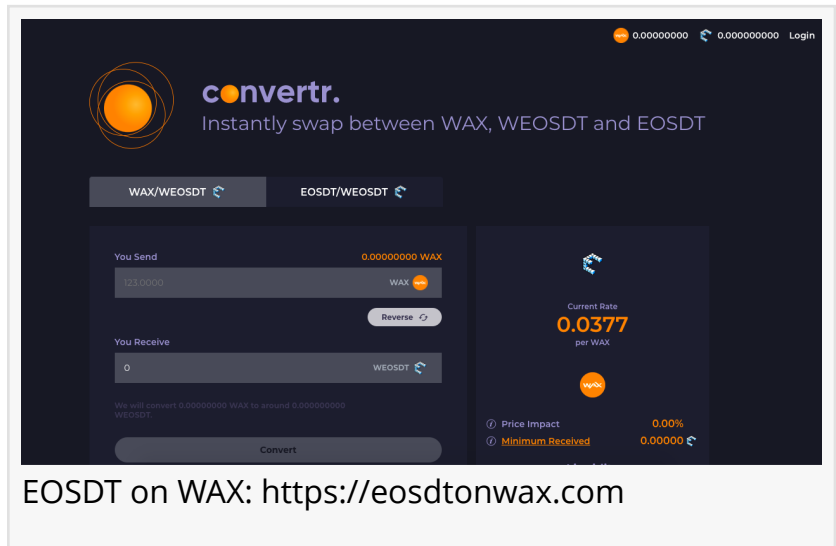 0.00000000 0.000000000 Login
convertr.
Instantly swap between WAX, WEOSDT and EOSDT
WAX/WEOSDT EOSDT/WEOSDT
You Send 0.00000000 WAX
123.0000 WAX
Reverse
You Receive
0 WEOSDT
We will convert 0.00000000 WAX to around 0.000000000
WEOSDT.
Convert
Current Rate
0.0377
per WAX
wax
Price Impact 0.00%
Minimum Received 0.00000
EOSDT on WAX: https://eosdtonwax.com